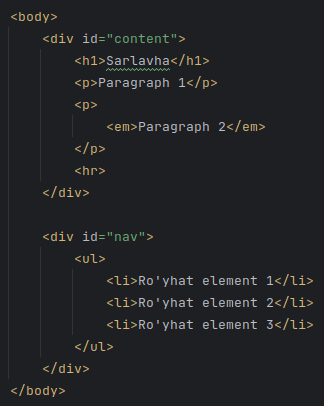 <body>
    <div id="content">
        <h1>Sarlavha</h1>
        <p>Paragraph 1</p>
        <p>
            <em>Paragraph 2</em>
        </p>
        <hr>
    </div>

    <div id="nav">
        <ul>
            <li>Ro'yhat element 1</li>
            <li>Ro'yhat element 2</li>
            <li>Ro'yhat element 3</li>
        </ul>
    </div>
</body>